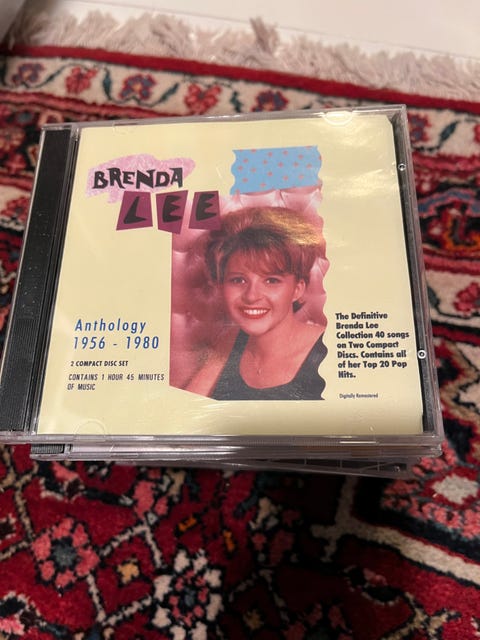 BRENDA
LEE
Anthology
1956 - 1980
2 COMPACT DISC SET
CONTAINS 1 HOUR 45 MINUTES
OF MUSIC
The Definitive
Brenda Lee
Collection 40 songs
on Two Compact
Discs. Contains all
of her Top 20 Pop
Hits.
Digitally Remastered